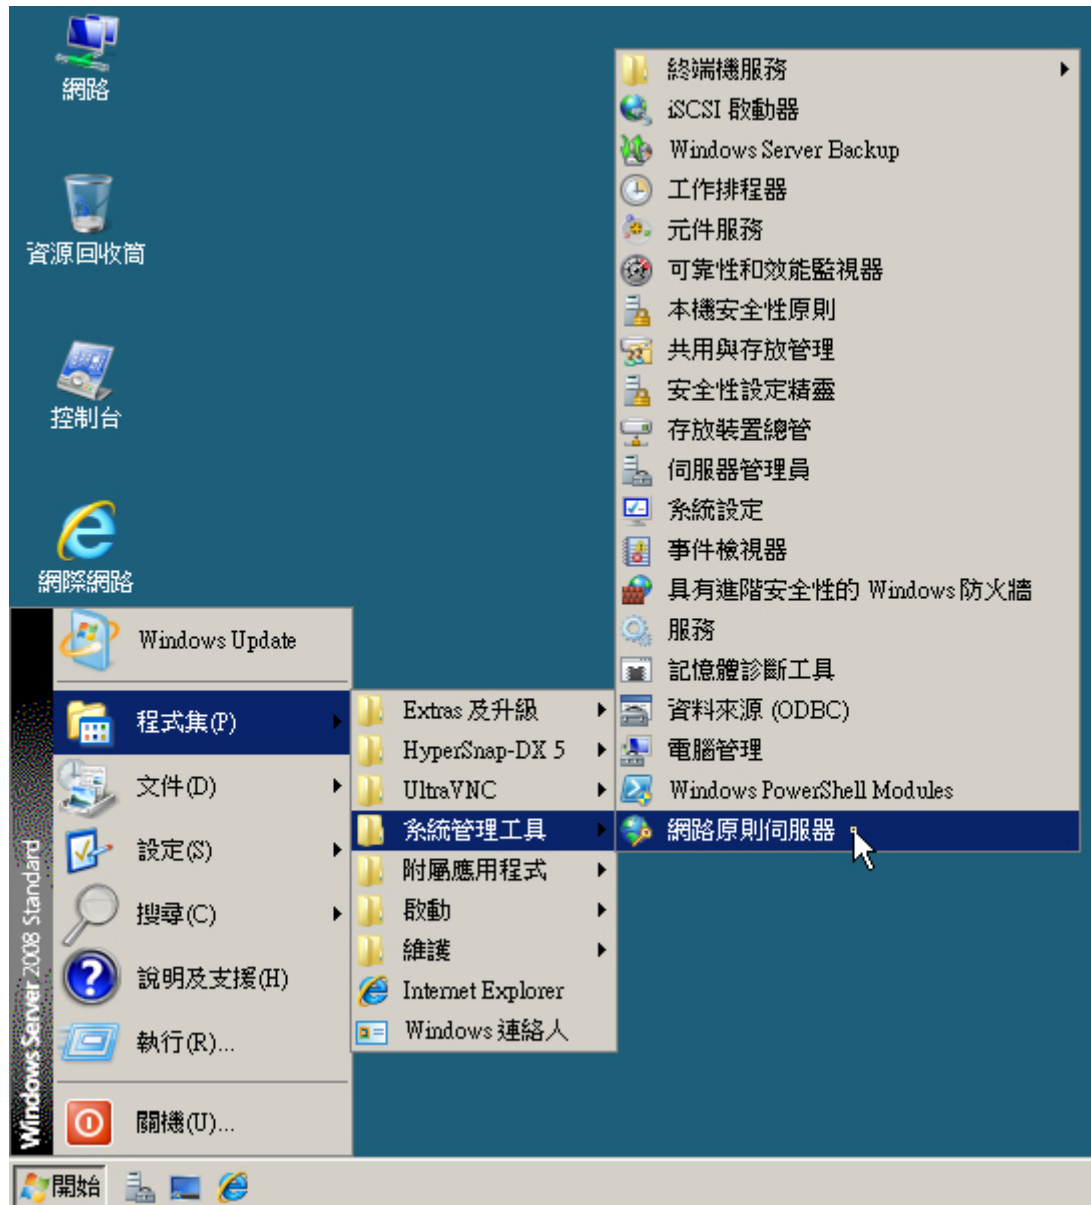 網路
資源回收筒
控制台
網際網路
Windows Update
程式集(P)
文件(D)
設定(S)
搜尋(C)
說明及支援(H)
執行(R)...
關機(U)...
Windows Server 2008 Standard
開始
Extras 及升級
HyperSnap-DX 5
UltraVNC
系統管理工具
附屬應用程式
啟動
維護
Internet Explorer
Windows 連絡人
終端機服務
iSCSI 啟動器
Windows Server Backup
工作排程器
元件服務
可靠性和效能監視器
本機安全性原則
共用與存放管理
安全性設定精靈
存放裝置總管
伺服器管理員
系統設定
事件檢視器
具有進階安全性的 Windows 防火牆
服務
記憶體診斷工具
資料來源 (ODBC)
電腦管理
Windows PowerShell Modules
網路原則伺服器